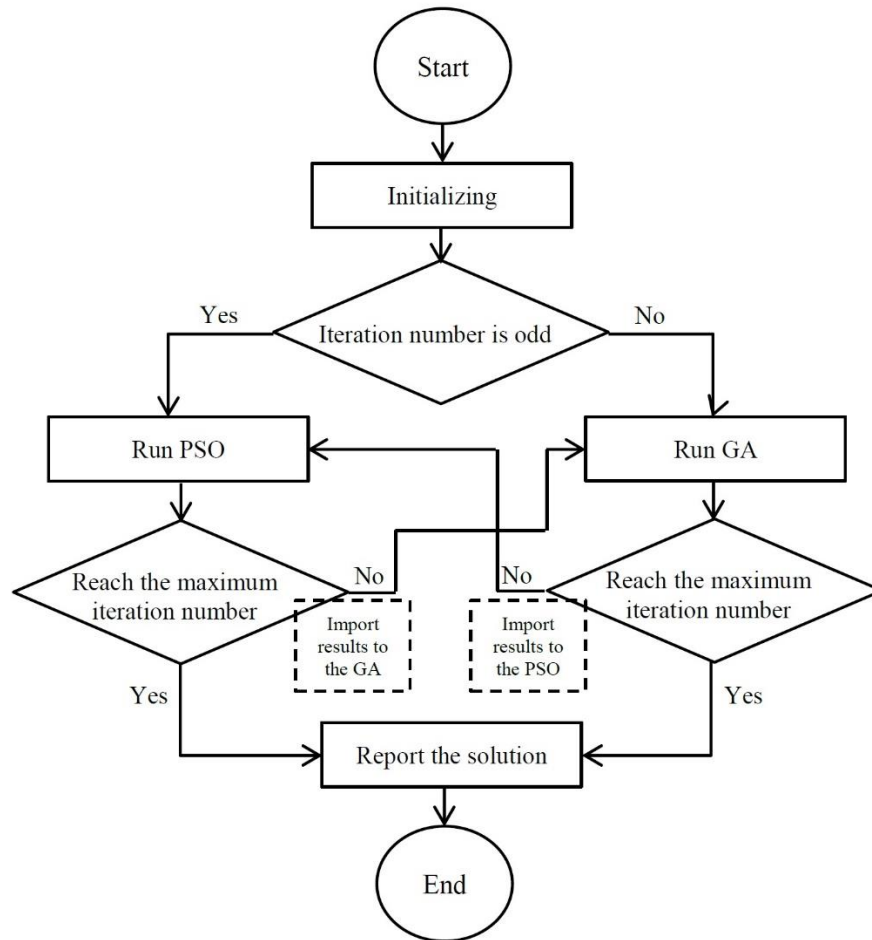 Start
Initializing
Yes
No
Iteration number is odd
Run PSO
Run GA
No
No
Reach the maximum
iteration number
Reach the maximum
iteration number
Import
results to
the GA
Import
results to
the PSO
Yes
Yes
Report the solution
End